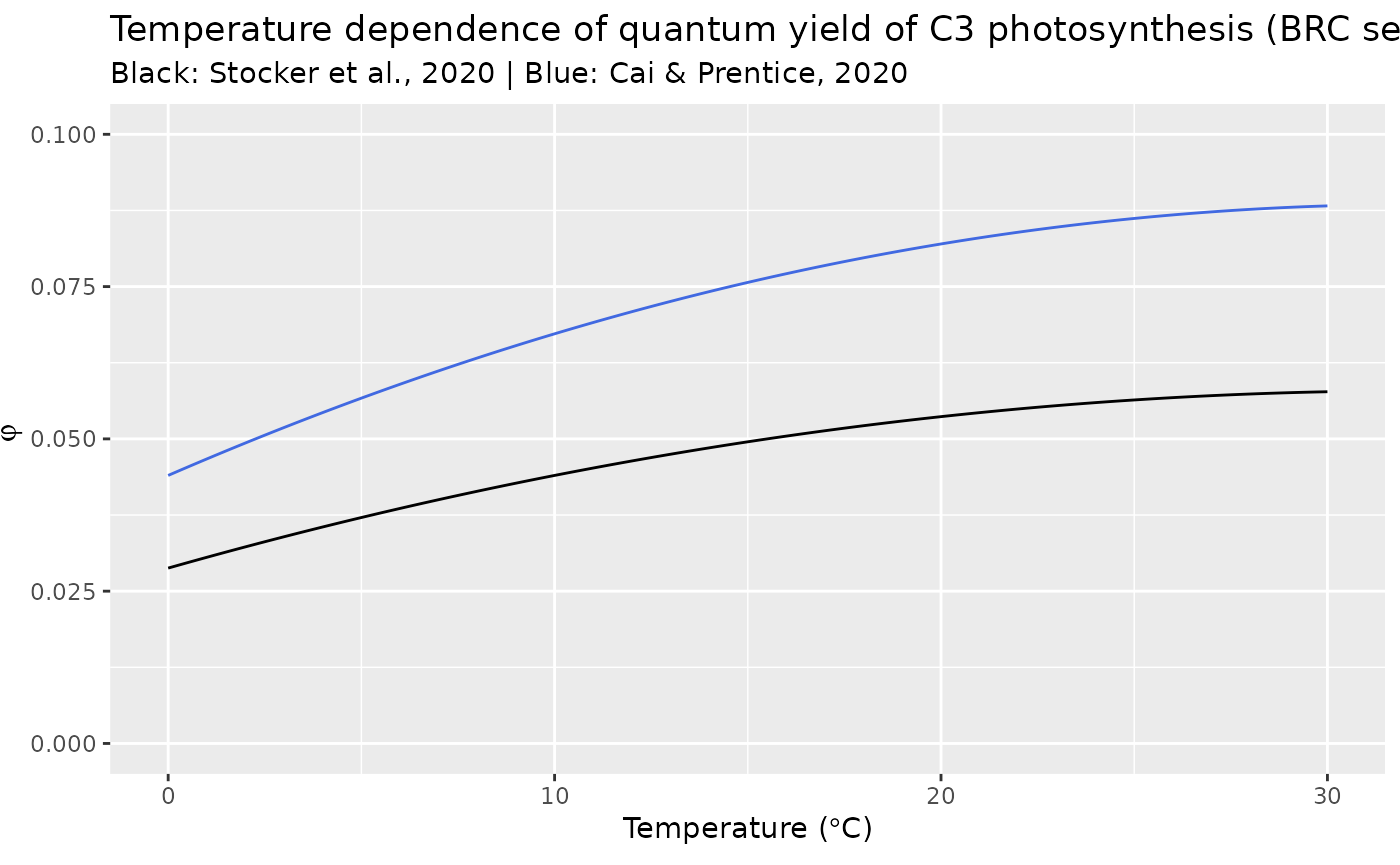 Temperature dependence of quantum yield of C3 photosynthesis (BRC se
Black: Stocker et al., 2020 | Blue: Cai & Prentice, 2020
0.100
0.075
0.050
0.025
0.000
φ
0 10 20 30
Temperature (°C)